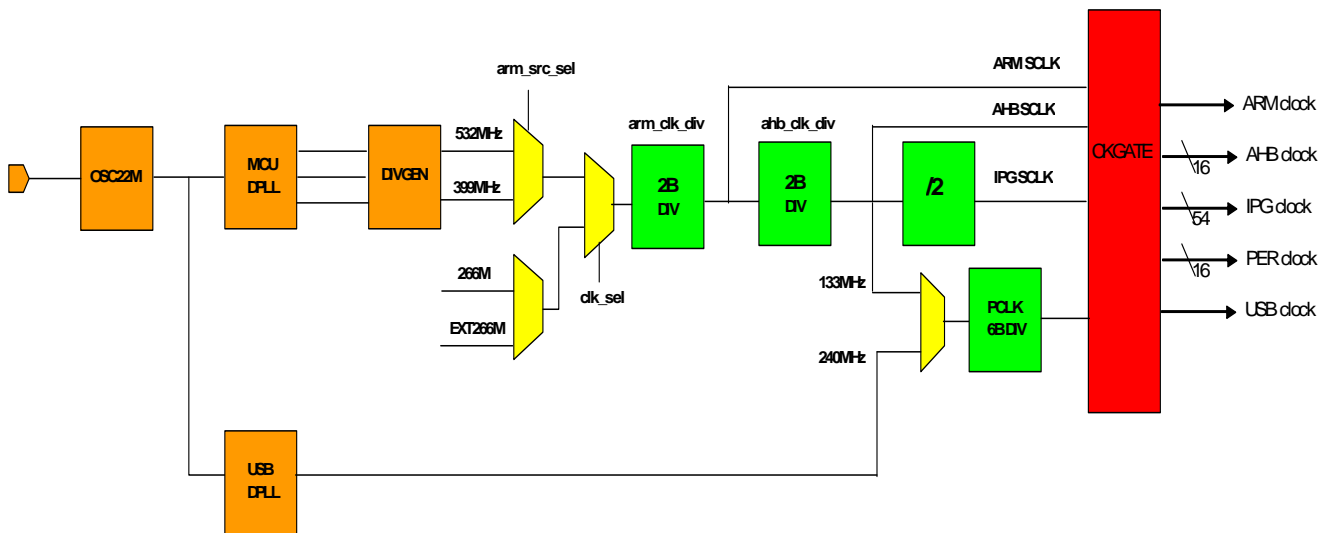 arm_src_sel
ARM SCLK
ARM clock
532MHz
arm_clk_div
ahb_clk_div
AHB SCLK
OSC22M
MCU
DPLL
DIVGEN
399MHz
2B
DIV
2B
DIV
/2
IPG SCLK
CKGATE
AHB clock
16
IPG clock
54
266M
EXT266M
clk_sel
133MHz
240MHz
PCLK
6B DIV
PER clock
16
USB clock
USB
DPLL